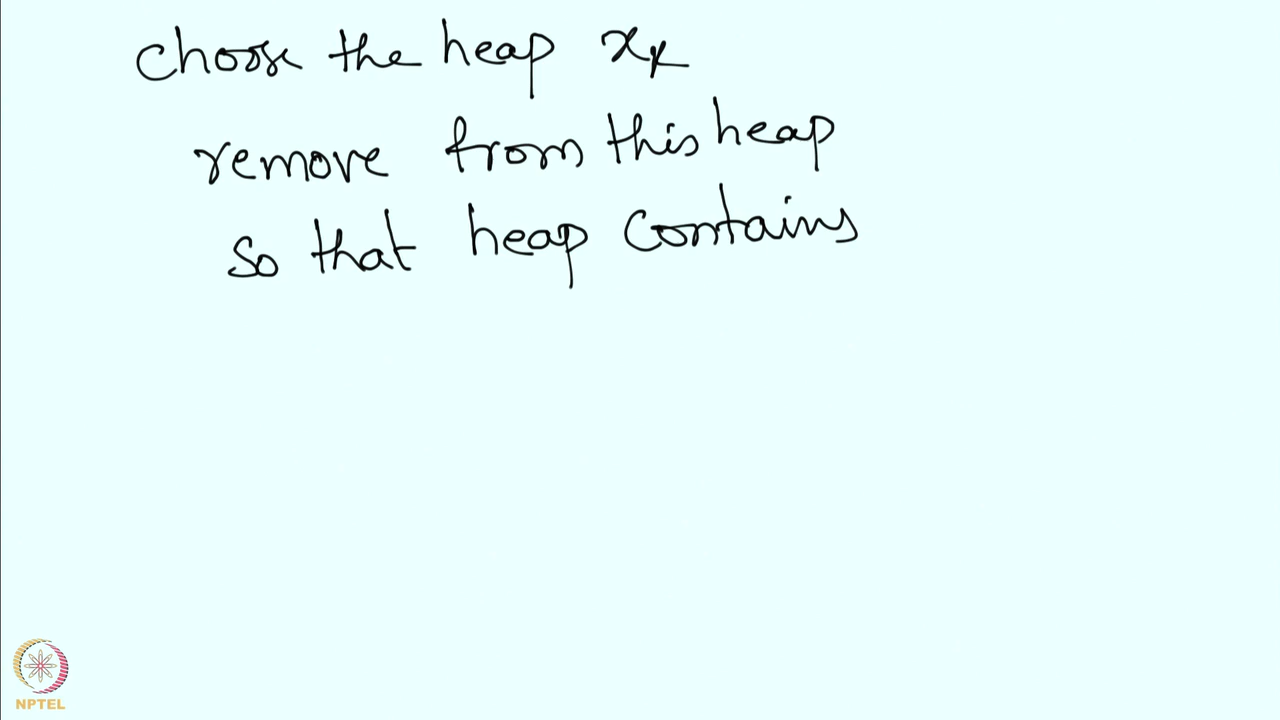 choose the heap xₖ
remove from this heap
so that heap contains
NPTEL